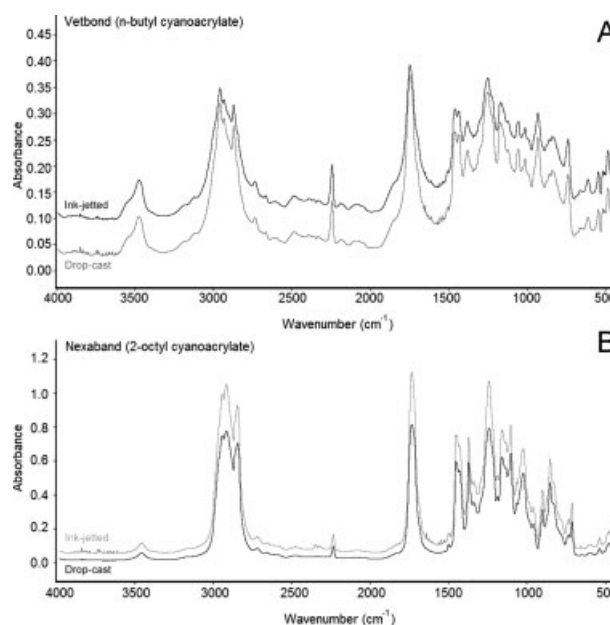 Vetbond (n-butyl cyanoacrylate)
A
0.45
0.40
0.35
0.30
0.25
0.20
0.15
0.10
0.05
0.00
Absorbance
Ink-jetted
Drop-cast
4000 3500 3000 2500 2000 1500 1000 500
Wavenumber (cm-1)
Nexaband (2-octyl cyanoacrylate)
B
1.2
1.0
0.8
0.6
0.4
0.2
0.0
Absorbance
Ink-jetted
Drop-cast
4000 3500 3000 2500 2000 1500 1000 500
Wavenumber (cm-1)